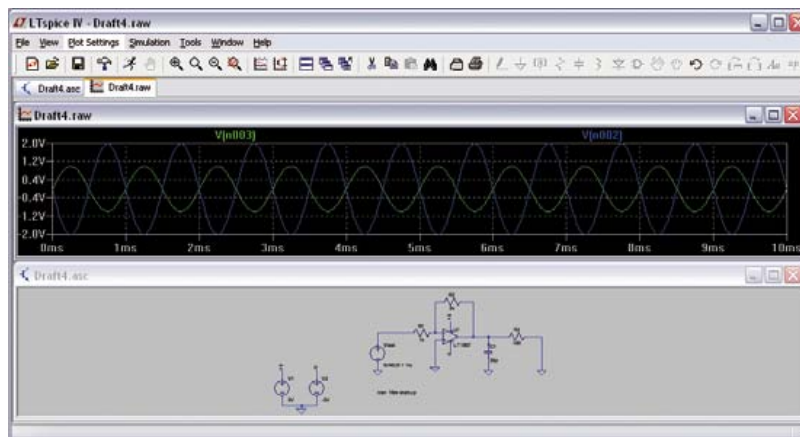 LTspice IV - Draft4.raw
File View Plot Settings Simulation Tools Window Help
Draft4.asc Draft4.raw
Draft4.raw
V(n003) V(n002)
2.0V
1.2V
0.4V
-0.4V
-1.2V
-2.0V
0ms 1ms 2ms 3ms 4ms 5ms 6ms 7ms 8ms 9ms 10ms
Draft4.asc